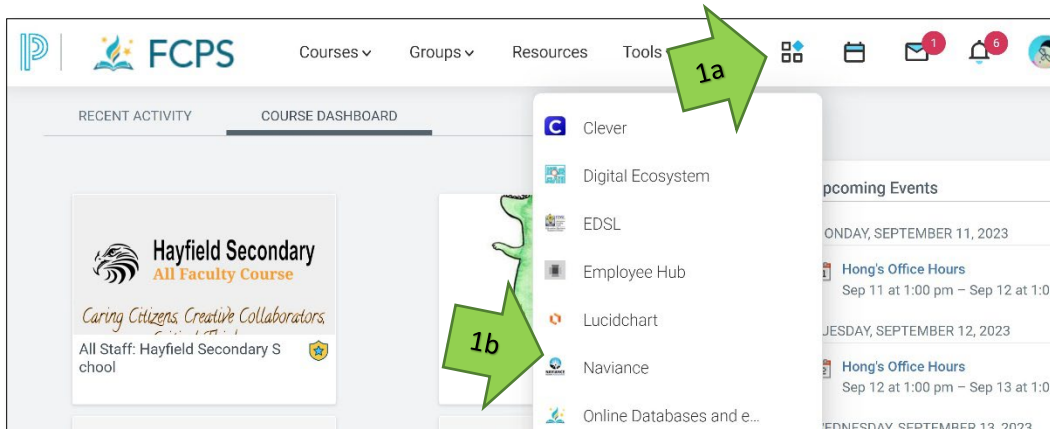 FCPS
Courses
Groups
Resources
Tools
1
6
1a
RECENT ACTIVITY
COURSE DASHBOARD
Clever
Digital Ecosystem
EDSL
Employee Hub
Lucidchart
Naviance
Online Databases and e...
1b
Hayfield Secondary
All Faculty Course
Caring Citizens, Creative Collaborators,
All Staff: Hayfield Secondary S
chool
pcoming Events
ONDAY, SEPTEMBER 11, 2023
Hong's Office Hours
Sep 11 at 1:00 pm – Sep 12 at 1:0
UESDAY, SEPTEMBER 12, 2023
Hong's Office Hours
Sep 12 at 1:00 pm – Sep 13 at 1:0
EDNESDAY, SEPTEMBER 13, 2023